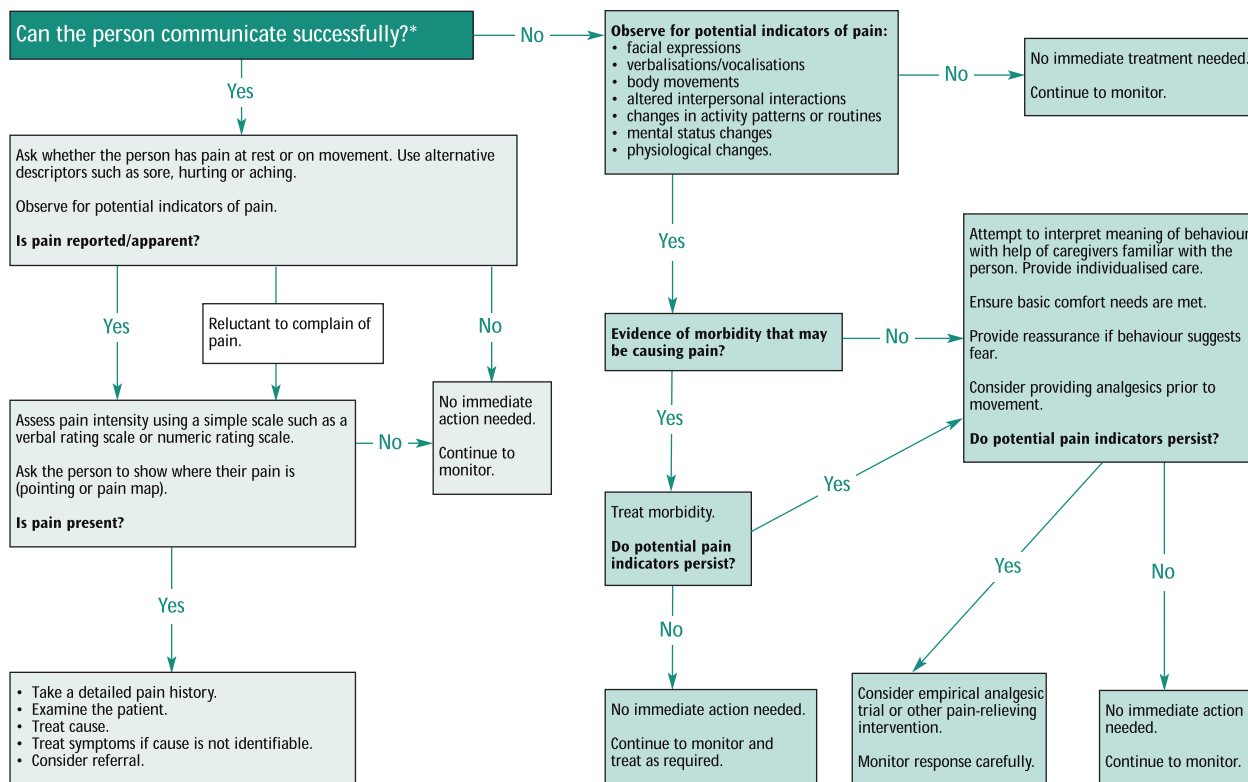 Can the person communicate successfully?*
No
Observe for potential indicators of pain:
• facial expressions
• verbalisations/vocalisations
• body movements
• altered interpersonal interactions
• changes in activity patterns or routines
• mental status changes
• physiological changes.
No
No immediate treatment needed.
Continue to monitor.
Yes
Ask whether the person has pain at rest or on movement. Use alternative
descriptors such as sore, hurting or aching.
Observe for potential indicators of pain.
Is pain reported/apparent?
Yes
Reluctant to complain of
pain.
No
No immediate
action needed.
Continue to
monitor.
Assess pain intensity using a simple scale such as a
verbal rating scale or numeric rating scale.
Ask the person to show where their pain is
(pointing or pain map).
Is pain present?
No
Yes
• Take a detailed pain history.
• Examine the patient.
• Treat cause.
• Treat symptoms if cause is not identifiable.
• Consider referral.
Yes
Evidence of morbidity that may
be causing pain?
No
Attempt to interpret meaning of behaviour
with help of caregivers familiar with the
person. Provide individualised care.
Ensure basic comfort needs are met.
Provide reassurance if behaviour suggests
fear.
Consider providing analgesics prior to
movement.
Do potential pain indicators persist?
Yes
Treat morbidity.
Do potential pain
indicators persist?
Yes
No
No immediate action needed.
Continue to monitor and
treat as required.
Yes
Consider empirical analgesic
trial or other pain-relieving
intervention.
Monitor response carefully.
No
No immediate action
needed.
Continue to monitor.